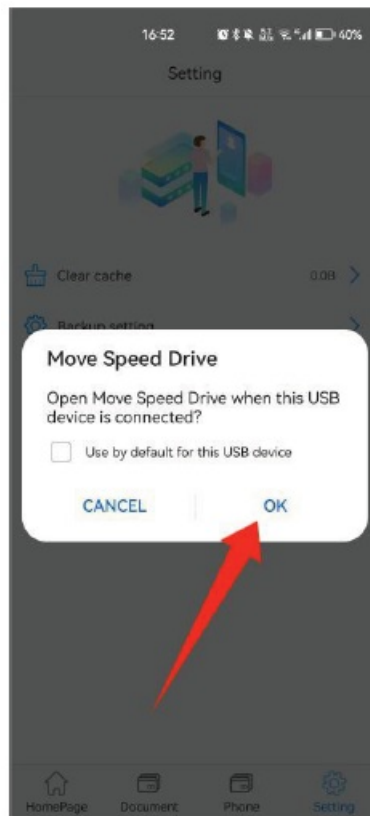 16:52 40%
Setting
Clear cache 0.0B
Backup setting
Move Speed Drive
Open Move Speed Drive when this USB
device is connected?
Use by default for this USB device
CANCEL OK
HomePage Document Phone Setting